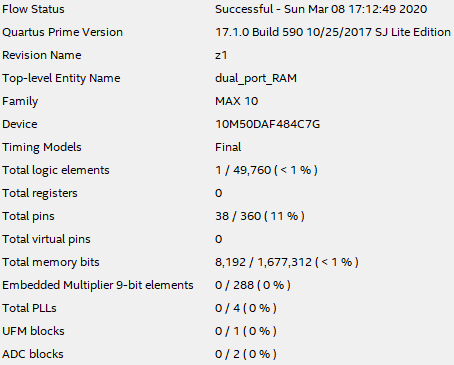 Flow Status Successful - Sun Mar 08 17:12:49 2020
Quartus Prime Version 17.1.0 Build 590 10/25/2017 SJ Lite Edition
Revision Name z1
Top-level Entity Name dual_port_RAM
Family MAX 10
Device 10M50DAF484C7G
Timing Models Final
Total logic elements 1 / 49,760 ( < 1 % )
Total registers 0
Total pins 38 / 360 ( 11 % )
Total virtual pins 0
Total memory bits 8,192 / 1,677,312 ( < 1 % )
Embedded Multiplier 9-bit elements 0 / 288 ( 0 % )
Total PLLs 0 / 4 ( 0 % )
UFM blocks 0 / 1 ( 0 % )
ADC blocks 0 / 2 ( 0 % )